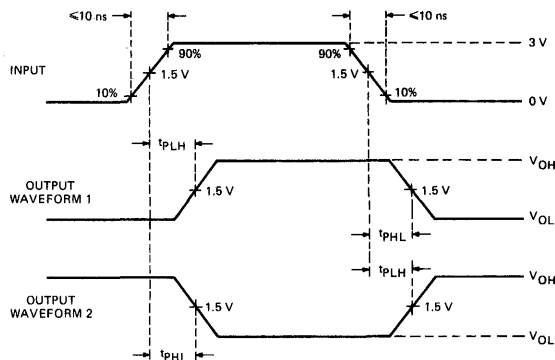 ≤10 ns
≤10 ns
3 V
90%
90%
INPUT
1.5 V
1.5 V
10%
10%
0 V
tPLH
VOH
OUTPUT
WAVEFORM 1
1.5 V
1.5 V
VOL
tPHL
tPLH
VOH
OUTPUT
WAVEFORM 2
1.5 V
1.5 V
VOL
tPHL